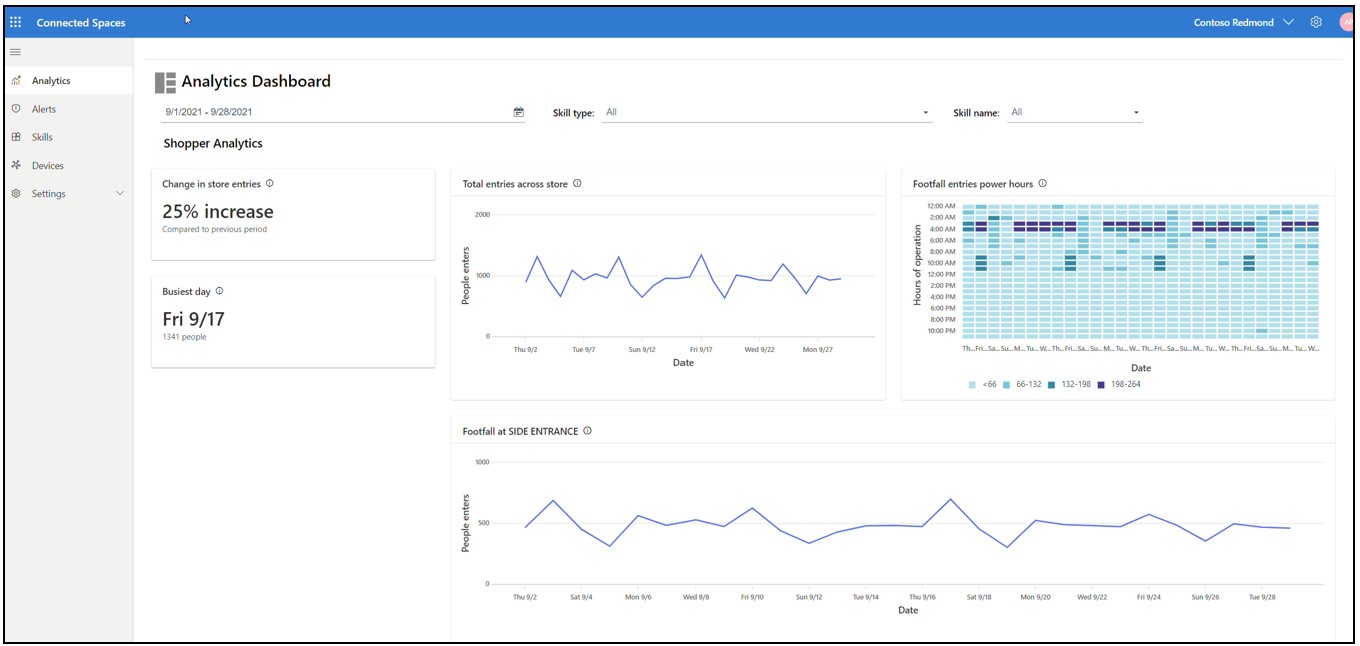 Connected Spaces
Contoso Redmond
AP
Analytics
Alerts
Skills
Devices
Settings
Analytics Dashboard
9/1/2021 - 9/28/2021
Skill type: All
Skill name: All
Shopper Analytics
Change in store entries
25% increase
Compared to previous period
Busiest day
Fri 9/17
1341 people
Total entries across store
People enters
2000
1000
0
Thu 9/2 Tue 9/7 Sun 9/12 Fri 9/17 Wed 9/22 Mon 9/27
Date
Footfall entries power hours
Hours of operation
12:00 AM
2:00 AM
4:00 AM
6:00 AM
8:00 AM
10:00 AM
12:00 PM
2:00 PM
4:00 PM
6:00 PM
8:00 PM
10:00 PM
Th... Fri... Sa... Su... M... Tu... W... Th... Fri... Sa... Su... M... Tu... W... Th... Fri... Sa... Su... M... Tu... W... Th... Fri... Sa... Su... M... Tu... W...
Date
<66 66-132 132-198 198-264
Footfall at SIDE ENTRANCE
People enters
1000
500
0
Thu 9/2 Sat 9/4 Mon 9/6 Wed 9/8 Fri 9/10 Sun 9/12 Tue 9/14 Thu 9/16 Sat 9/18 Mon 9/20 Wed 9/22 Fri 9/24 Sun 9/26 Tue 9/28
Date